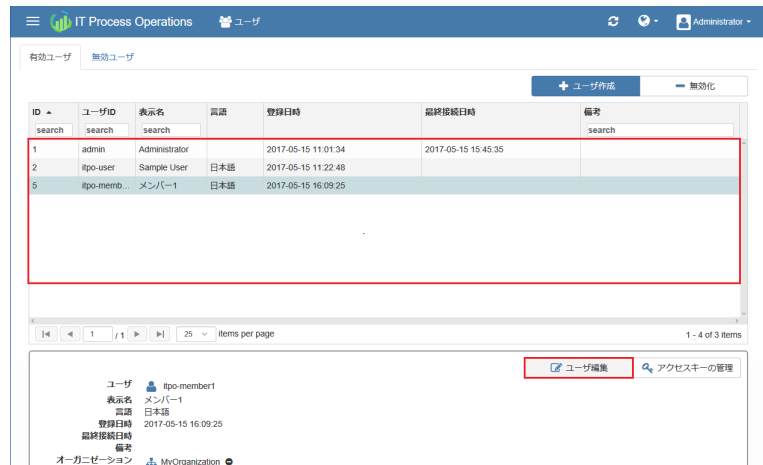 IT Process Operations ユーザ Administrator
有効ユーザ 無効ユーザ
ユーザ作成 無効化
ID ユーザID 表示名 言語 登録日時 最終接続日時 備考
search search search search
1 admin Administrator 2017-05-15 11:01:34 2017-05-15 15:45:35
2 itpo-user Sample User 日本語 2017-05-15 11:22:48
5 itpo-memb... メンバー1 日本語 2017-05-15 16:09:25
1 / 1 25 items per page 1 - 4 of 3 items
ユーザ編集 アクセスキーの管理
ユーザ itpo-member1
表示名 メンバー1
言語 日本語
登録日時 2017-05-15 16:09:25
最終接続日時
備考
オーガニゼーション MyOrganization